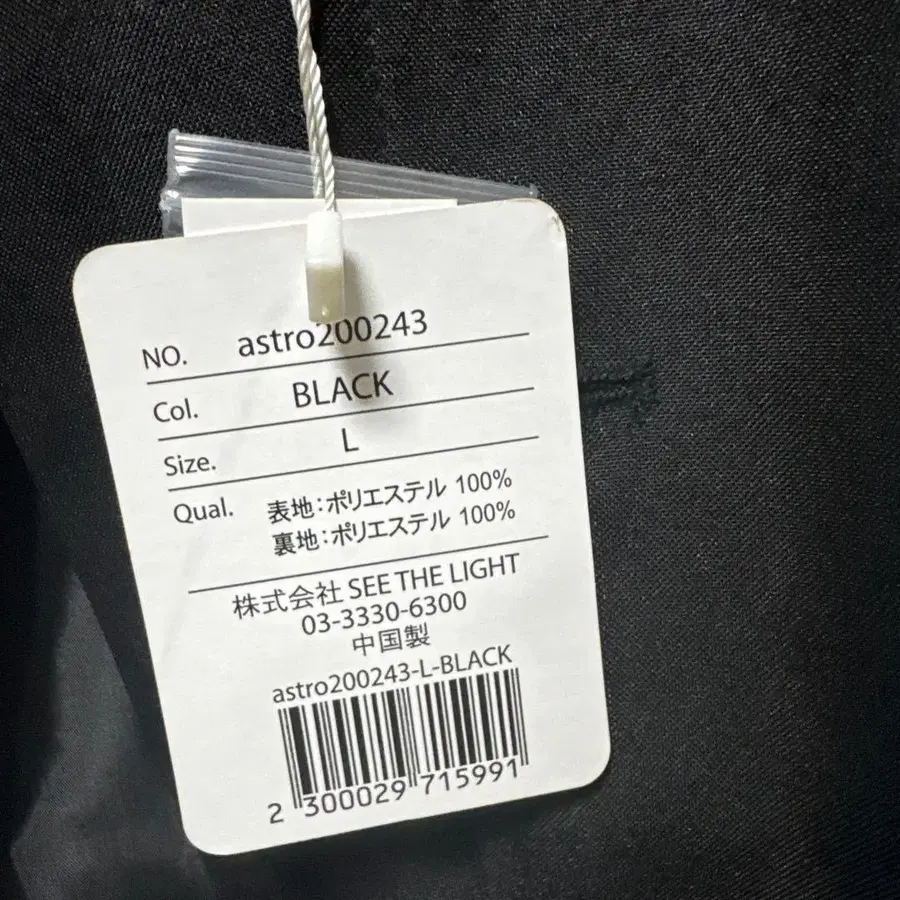 NO. astro200243
Col. BLACK
Size. L
Qual. 表地:ポリエステル 100%
裏地:ポリエステル 100%
株式会社 SEE THE LIGHT
03-3330-6300
中国製
astro200243-L-BLACK
2 300029 715991